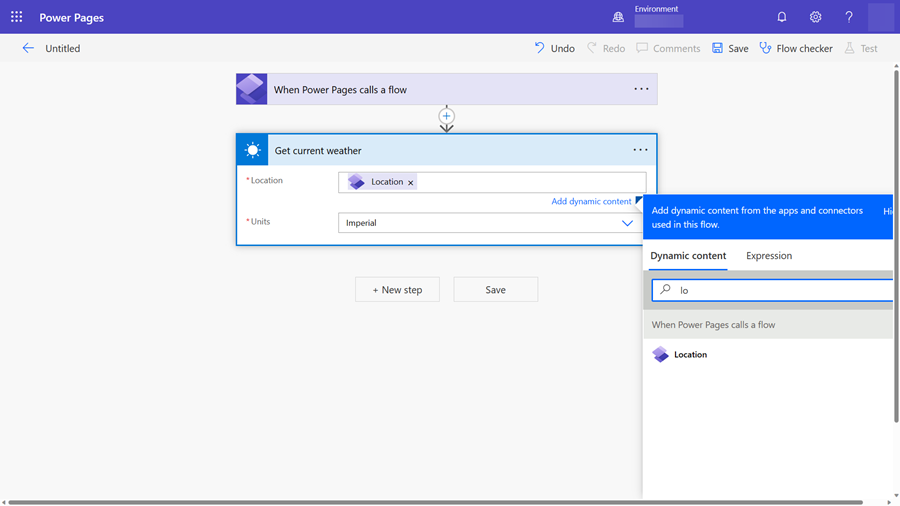 Power Pages
Environment
Untitled
Undo
Redo
Comments
Save
Flow checker
Test
When Power Pages calls a flow
Get current weather
*Location
Location
Add dynamic content
*Units
Imperial
+ New step
Save
Add dynamic content from the apps and connectors
used in this flow.
Dynamic content
Expression
lo
When Power Pages calls a flow
Location